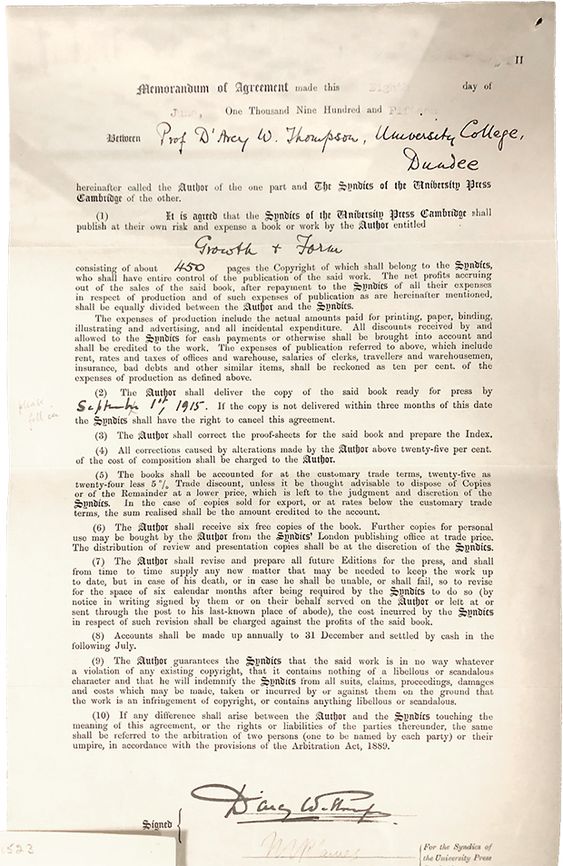 II
Memorandum of Agreement made this Eighth day of
June, One Thousand Nine Hundred and Fifteen
Between Prof D'Arcy W. Thompson, University College,
Dundee
hereinafter called the Author of the one part and The Syndics of the University Press
Cambridge of the other.
(1) It is agreed that the Syndics of the University Press Cambridge shall
publish at their own risk and expense a book or work by the Author entitled
Growth & Form
consisting of about 450 pages the Copyright of which shall belong to the Syndics,
who shall have entire control of the publication of the said work. The net profits accruing
out of the sales of the said book, after repayment to the Syndics of all their expenses
in respect of production and of such expenses of publication as are hereinafter mentioned,
shall be equally divided between the Author and the Syndics.
The expenses of production include the actual amounts paid for printing, paper, binding,
illustrating and advertising, and all incidental expenditure. All discounts received by and
allowed to the Syndics for cash payments or otherwise shall be brought into account and
shall be credited to the work. The expenses of publication referred to above, which include
rent, rates and taxes of offices and warehouse, salaries of clerks, travellers and warehousemen,
insurance, bad debts and other similar items, shall be reckoned as ten per cent. of the
expenses of production as defined above.
(2) The Author shall deliver the copy of the said book ready for press by
September 1st, 1915. If the copy is not delivered within three months of this date
the Syndics shall have the right to cancel this agreement.
(3) The Author shall correct the proof-sheets for the said book and prepare the Index.
(4) All corrections caused by alterations made by the Author above twenty-five per cent.
of the cost of composition shall be charged to the Author.
(5) The books shall be accounted for at the customary trade terms, twenty-five as
twenty-four less 5% Trade discount, unless it be thought advisable to dispose of Copies
or of the Remainder at a lower price, which is left to the judgment and discretion of the
Syndics. In the case of copies sold for export, or at rates below the customary trade
terms, the sum realised shall be the amount credited to the account.
(6) The Author shall receive six free copies of the book. Further copies for personal
use may be bought by the Author from the Syndics' London publishing office at trade price.
The distribution of review and presentation copies shall be at the discretion of the Syndics.
(7) The Author shall revise and prepare all future Editions for the press, and shall
from time to time supply any new matter that may be needed to keep the work up
to date, but in case of his death, or in case he shall be unable, or shall fail, so to revise
for the space of six calendar months after being required by the Syndics to do so (by
notice in writing signed by them or on their behalf served on the Author or left at or
sent through the post to his last-known place of abode), the cost incurred by the Syndics
in respect of such revision shall be charged against the profits of the said book.
(8) Accounts shall be made up annually to 31 December and settled by cash in the
following July.
(9) The Author guarantees the Syndics that the said work is in no way whatever
a violation of any existing copyright, that it contains nothing of a libellous or scandalous
character and that he will indemnify the Syndics from all suits, claims, proceedings, damages
and costs which may be made, taken or incurred by or against them on the ground that
the work is an infringement of copyright, or contains anything libellous or scandalous.
(10) If any difference shall arise between the Author and the Syndics touching the
meaning of this agreement, or the rights or liabilities of the parties thereunder, the same
shall be referred to the arbitration of two persons (one to be named by each party) or their
umpire, in accordance with the provisions of the Arbitration Act, 1889.
D'Arcy W. Thompson
Signed
For the Syndics of
the University Press